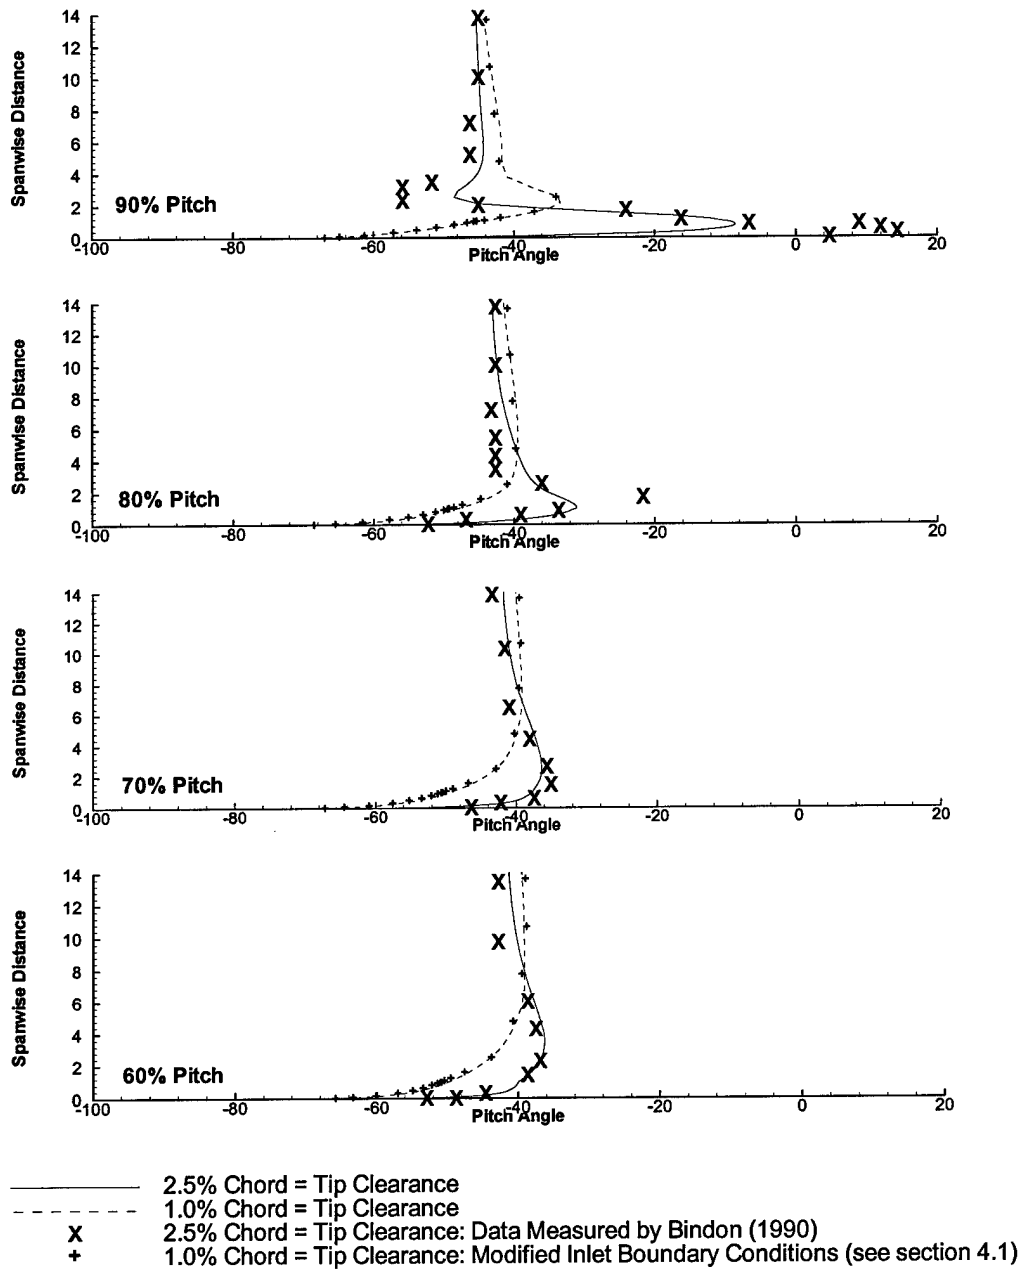 14
12
10
8
6
4
2
0
Spanwise Distance
90% Pitch
-100 -80 -60 -40 -20 0 20
Pitch Angle
14
12
10
8
6
4
2
0
Spanwise Distance
80% Pitch
-100 -80 -60 -40 -20 0 20
Pitch Angle
14
12
10
8
6
4
2
0
Spanwise Distance
70% Pitch
-100 -80 -60 -40 -20 0 20
Pitch Angle
14
12
10
8
6
4
2
0
Spanwise Distance
60% Pitch
-100 -80 -60 -40 -20 0 20
Pitch Angle
2.5% Chord = Tip Clearance
1.0% Chord = Tip Clearance
X 2.5% Chord = Tip Clearance: Data Measured by Bindon (1990)
+ 1.0% Chord = Tip Clearance: Modified Inlet Boundary Conditions (see section 4.1)